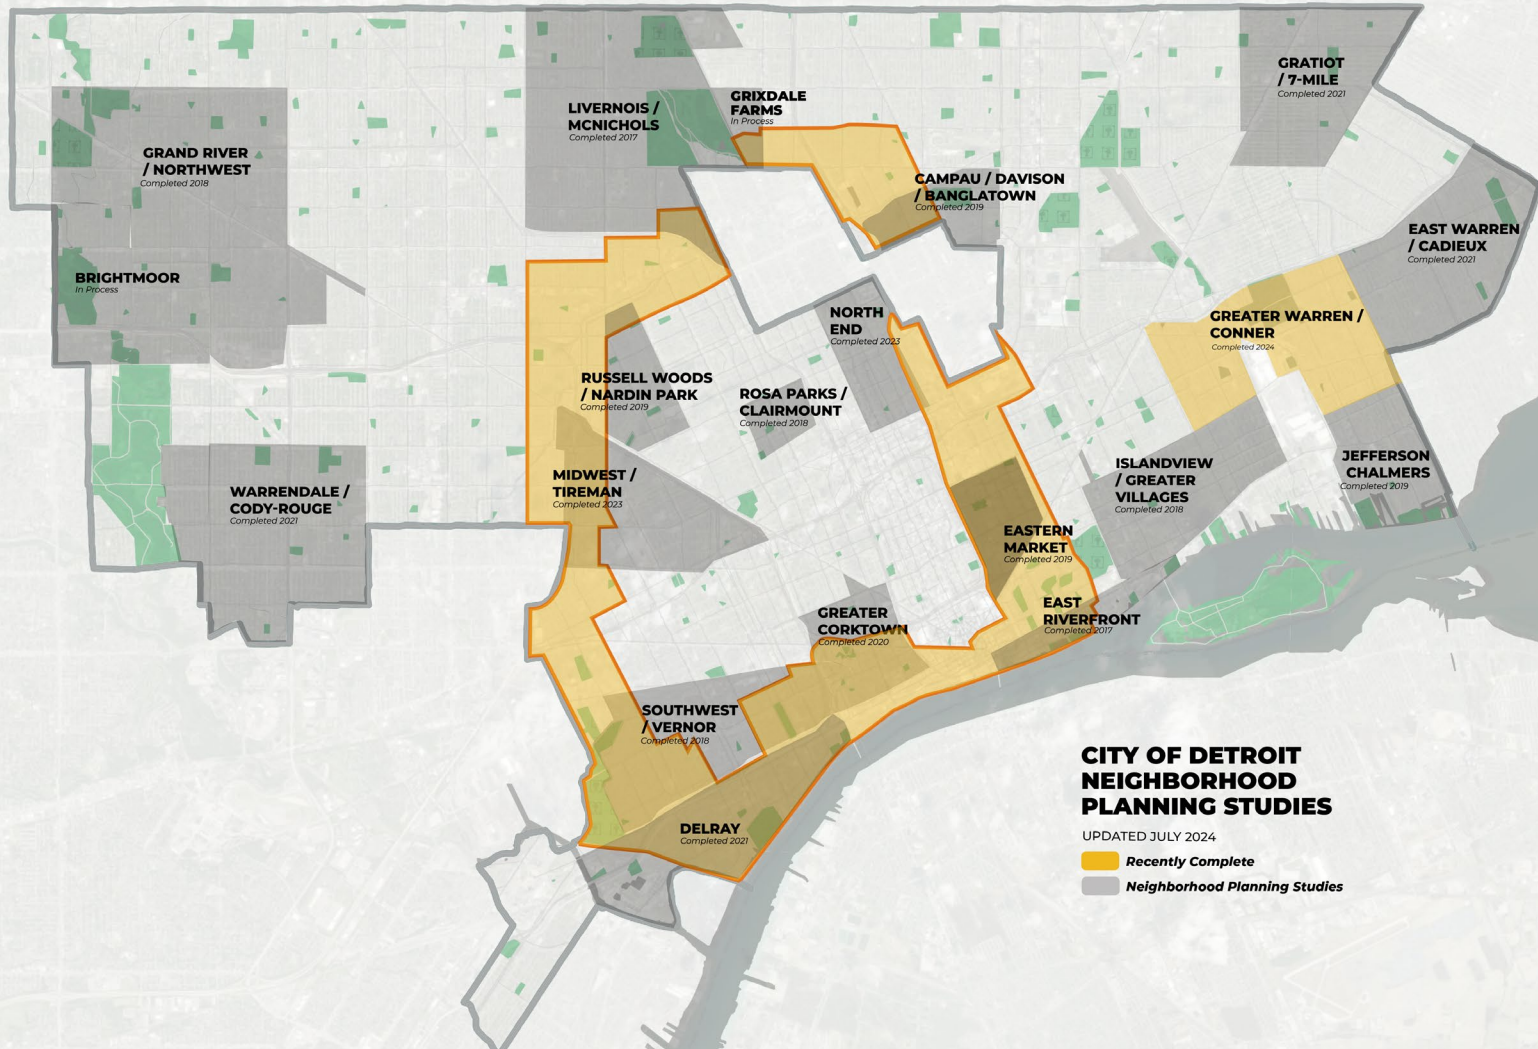 GRATIOT
/ 7-MILE
Completed 2021
GRIXDALE
FARMS
In Process
LIVERNOIS /
MCNICHOLS
Completed 2017
GRAND RIVER
/ NORTHWEST
Completed 2018
CAMPAU / DAVISON
/ BANGLATOWN
Completed 2019
EAST WARREN
/ CADIEUX
Completed 2021
BRIGHTMOOR
In Process
NORTH
END
Completed 2023
GREATER WARREN /
CONNER
Completed 2024
RUSSELL WOODS
/ NARDIN PARK
Completed 2019
ROSA PARKS /
CLAIRMOUNT
Completed 2018
MIDWEST /
TIREMAN
Completed 2023
ISLANDVIEW
/ GREATER
VILLAGES
Completed 2018
JEFFERSON
CHALMERS
Completed 2019
WARRENDALE /
CODY-ROUGE
Completed 2021
EASTERN
MARKET
Completed 2019
EAST
RIVERFRONT
Completed 2017
GREATER
CORKTOWN
Completed 2020
SOUTHWEST
/ VERNOR
Completed 2018
DELRAY
Completed 2021
CITY OF DETROIT
NEIGHBORHOOD
PLANNING STUDIES
UPDATED JULY 2024
Recently Complete
Neighborhood Planning Studies